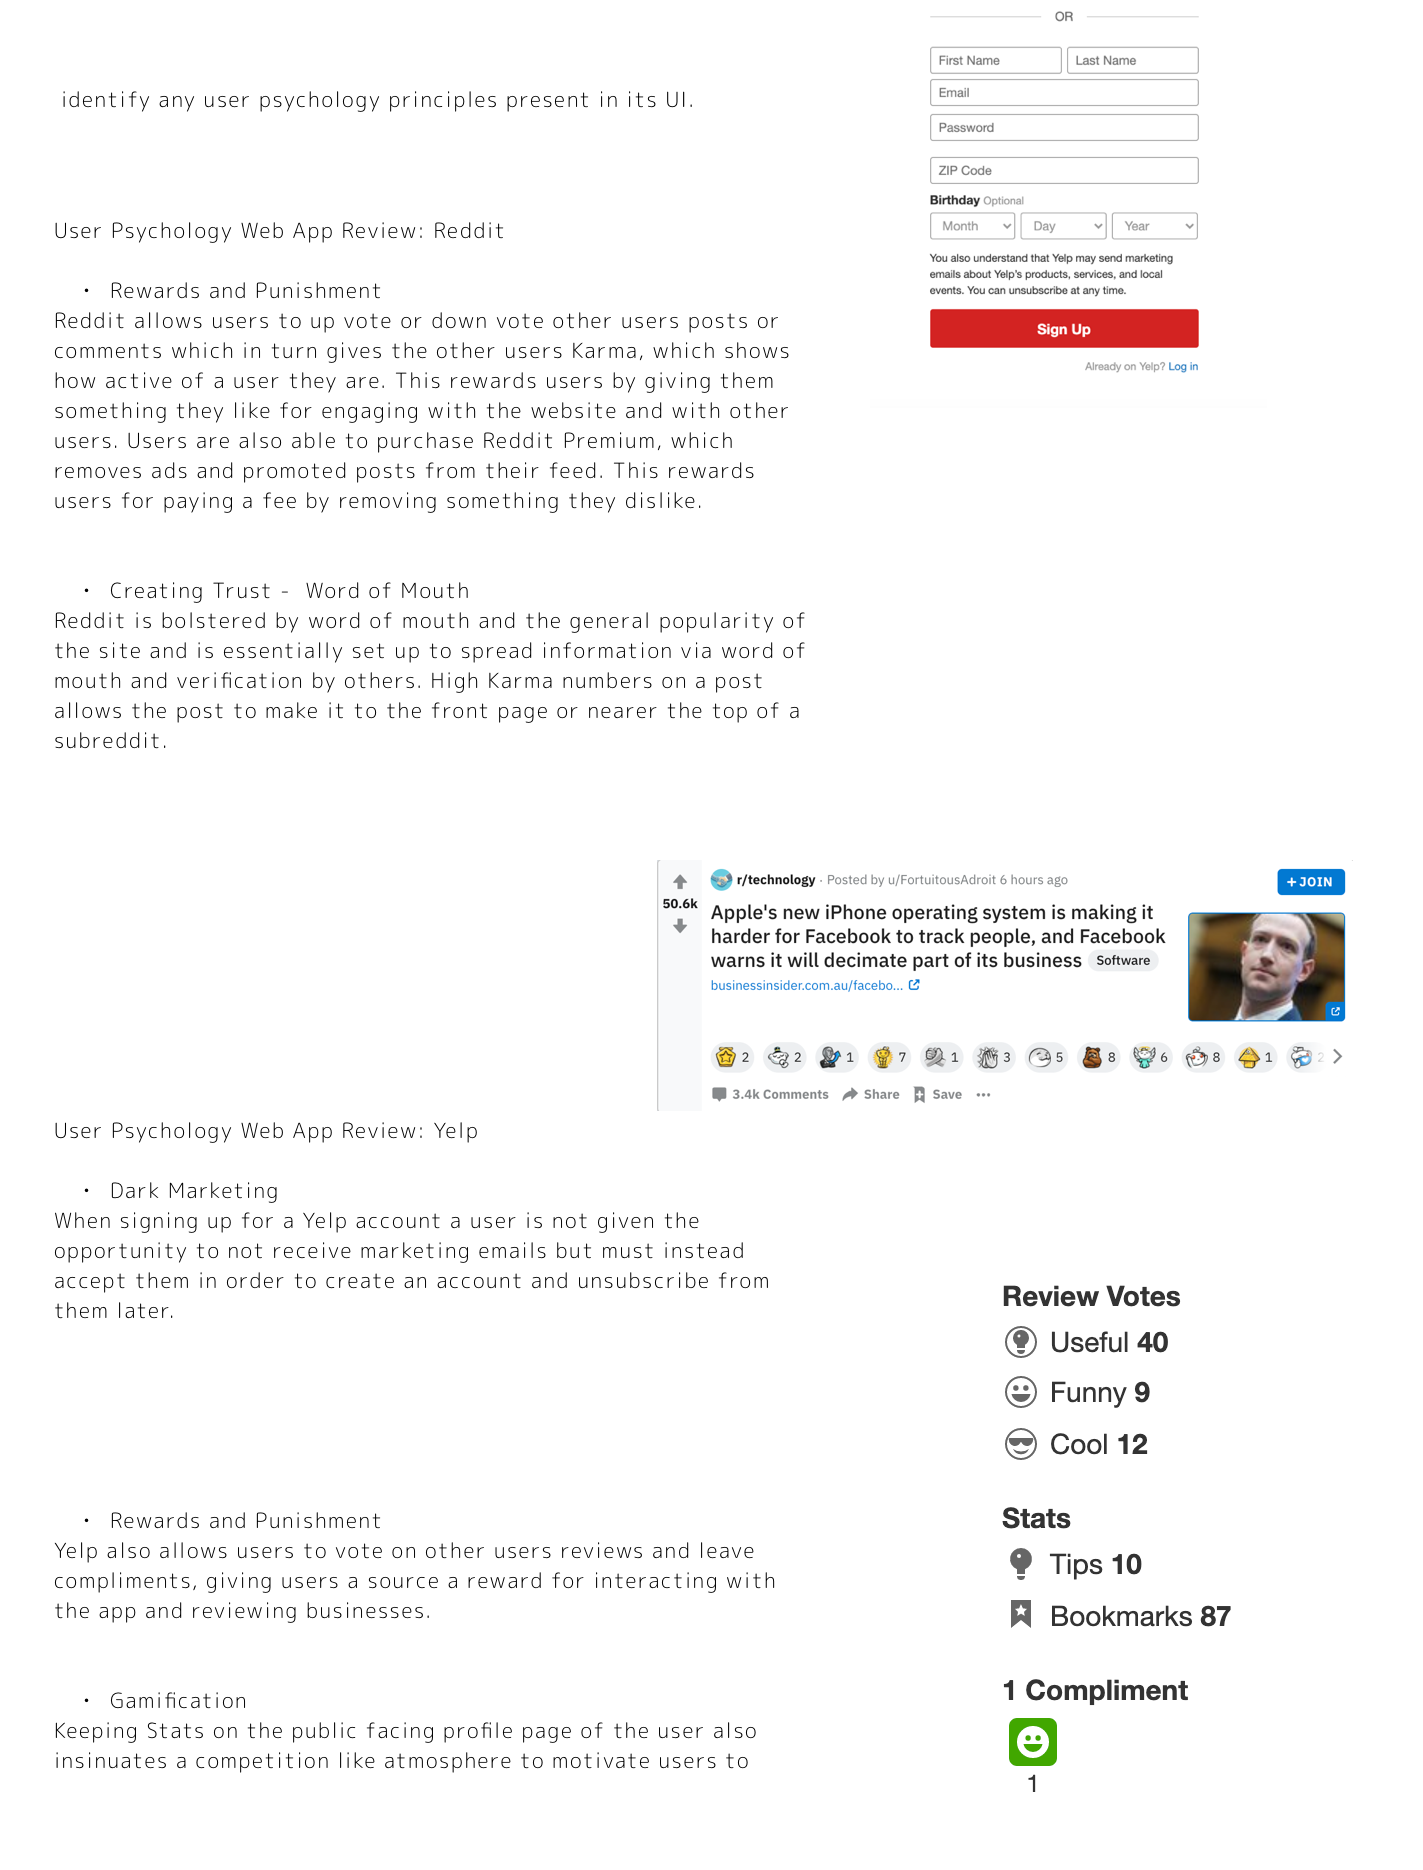 OR
First Name Last Name
Email
identify any user psychology principles present in its UI.
Password
ZIP Code
Birthday Optional
Month Day Year
You also understand that Yelp may send marketing
emails about Yelp's products, services, and local
events. You can unsubscribe at any time.
Sign Up
Already on Yelp? Log in
User Psychology Web App Review: Reddit
• Rewards and Punishment
Reddit allows users to up vote or down vote other users posts or
comments which in turn gives the other users Karma, which shows
how active of a user they are. This rewards users by giving them
something they like for engaging with the website and with other
users. Users are also able to purchase Reddit Premium, which
removes ads and promoted posts from their feed. This rewards
users for paying a fee by removing something they dislike.
• Creating Trust - Word of Mouth
Reddit is bolstered by word of mouth and the general popularity of
the site and is essentially set up to spread information via word of
mouth and verification by others. High Karma numbers on a post
allows the post to make it to the front page or nearer the top of a
subreddit.
r/technology · Posted by u/FortuitousAdroit 6 hours ago
+ JOIN
50.6k
Apple's new iPhone operating system is making it
harder for Facebook to track people, and Facebook
warns it will decimate part of its business Software
businessinsider.com.au/facebo...
2 2 1 7 1 3 5 8 6 8 1 2
3.4k Comments Share Save ...
User Psychology Web App Review: Yelp
• Dark Marketing
When signing up for a Yelp account a user is not given the
opportunity to not receive marketing emails but must instead
accept them in order to create an account and unsubscribe from
them later.
Review Votes
Useful 40
Funny 9
Cool 12
Stats
Tips 10
Bookmarks 87
1 Compliment
1
• Rewards and Punishment
Yelp also allows users to vote on other users reviews and leave
compliments, giving users a source a reward for interacting with
the app and reviewing businesses.
• Gamification
Keeping Stats on the public facing profile page of the user also
insinuates a competition like atmosphere to motivate users to